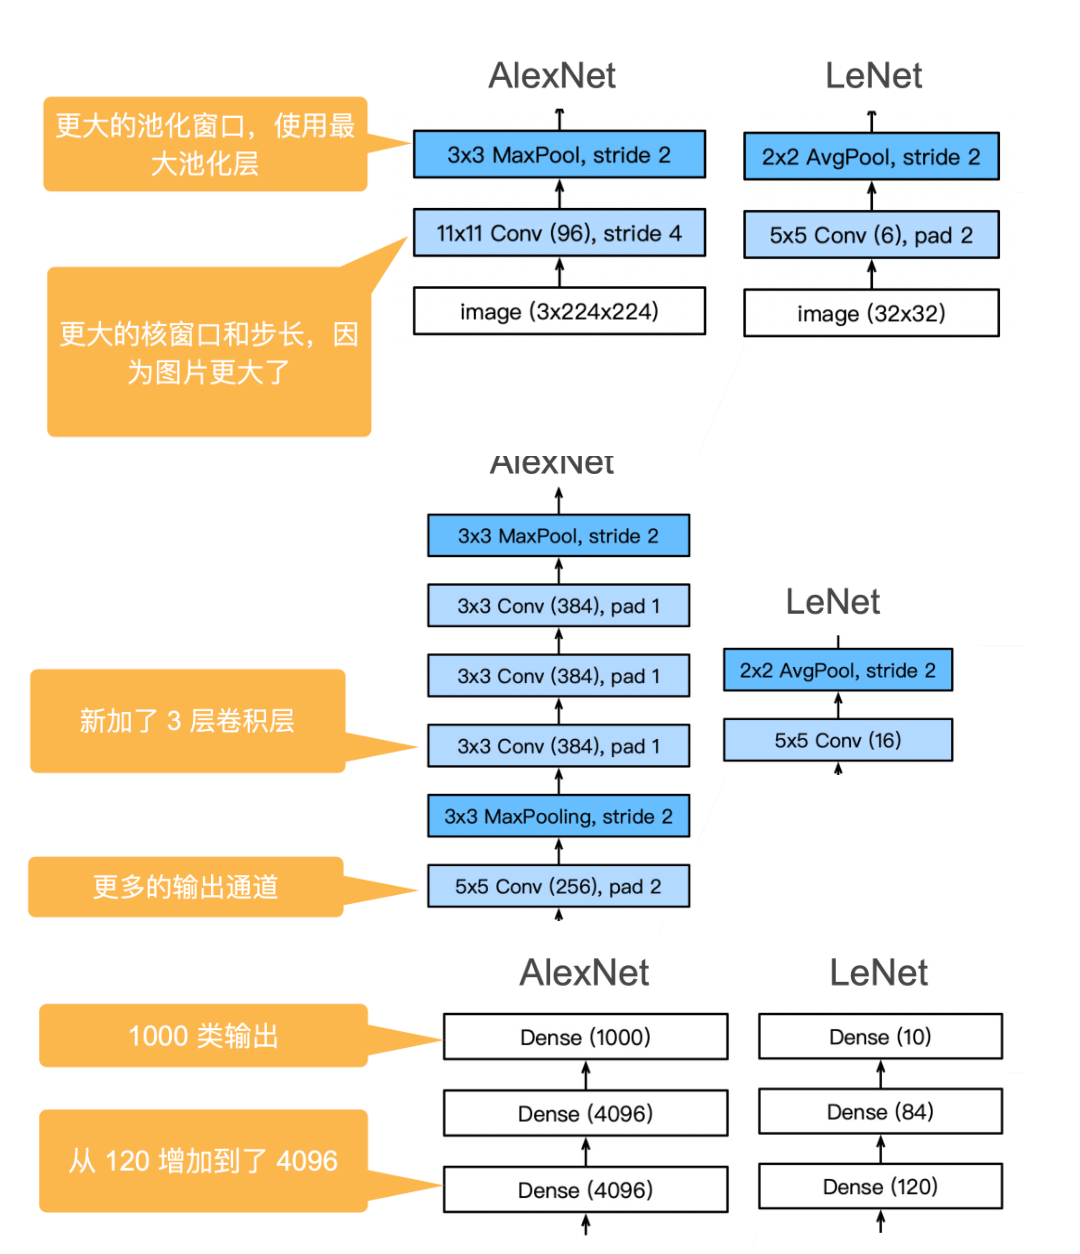 AlexNet
LeNet
更大的池化窗口，使用最
大池化层
3x3 MaxPool, stride 2
2x2 AvgPool, stride 2
11x11 Conv (96), stride 4
5x5 Conv (6), pad 2
更大的核窗口和步长，因
为图片更大了
image (3x224x224)
image (32x32)
AlexNet
3x3 MaxPool, stride 2
3x3 Conv (384), pad 1
LeNet
3x3 Conv (384), pad 1
2x2 AvgPool, stride 2
新加了 3 层卷积层
3x3 Conv (384), pad 1
5x5 Conv (16)
3x3 MaxPooling, stride 2
更多的输出通道
5x5 Conv (256), pad 2
AlexNet
LeNet
1000 类输出
Dense (1000)
Dense (10)
Dense (4096)
Dense (84)
从 120 增加到了 4096
Dense (4096)
Dense (120)